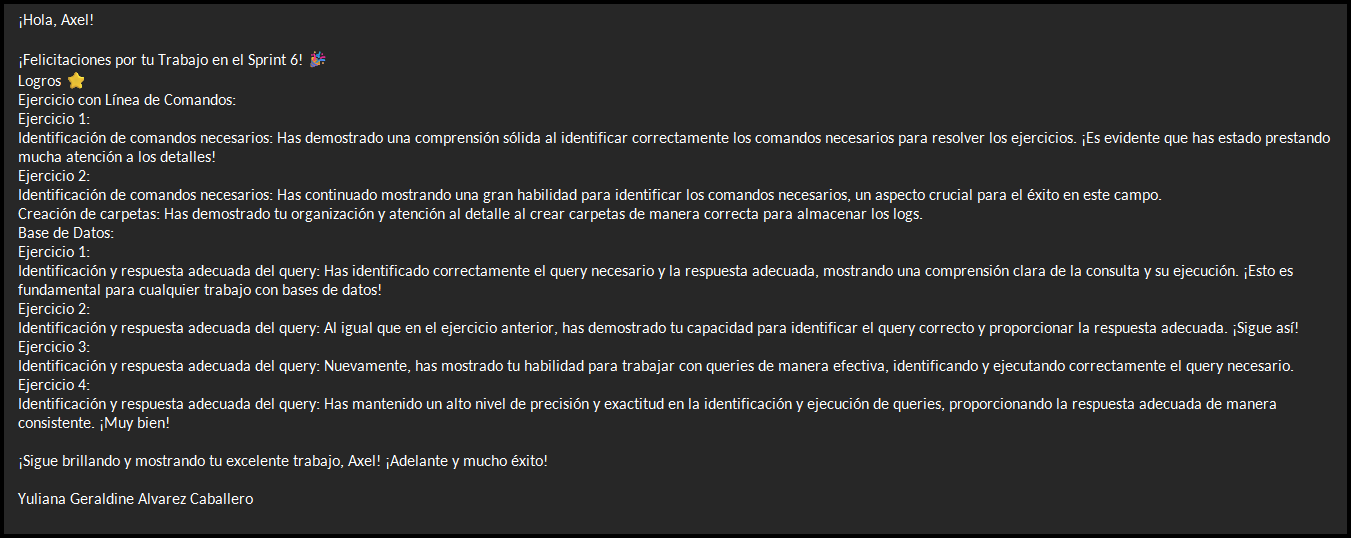 ¡Hola, Axel!
¡Felicitaciones por tu Trabajo en el Sprint 6! 🎉
Logros ⭐
Ejercicio con Línea de Comandos:
Ejercicio 1:
Identificación de comandos necesarios: Has demostrado una comprensión sólida al identificar correctamente los comandos necesarios para resolver los ejercicios. ¡Es evidente que has estado prestando
mucha atención a los detalles!
Ejercicio 2:
Identificación de comandos necesarios: Has continuado mostrando una gran habilidad para identificar los comandos necesarios, un aspecto crucial para el éxito en este campo.
Creación de carpetas: Has demostrado tu organización y atención al detalle al crear carpetas de manera correcta para almacenar los logs.
Base de Datos:
Ejercicio 1:
Identificación y respuesta adecuada del query: Has identificado correctamente el query necesario y la respuesta adecuada, mostrando una comprensión clara de la consulta y su ejecución. ¡Esto es
fundamental para cualquier trabajo con bases de datos!
Ejercicio 2:
Identificación y respuesta adecuada del query: Al igual que en el ejercicio anterior, has demostrado tu capacidad para identificar el query correcto y proporcionar la respuesta adecuada. ¡Sigue así!
Ejercicio 3:
Identificación y respuesta adecuada del query: Nuevamente, has mostrado tu habilidad para trabajar con queries de manera efectiva, identificando y ejecutando correctamente el query necesario.
Ejercicio 4:
Identificación y respuesta adecuada del query: Has mantenido un alto nivel de precisión y exactitud en la identificación y ejecución de queries, proporcionando la respuesta adecuada de manera
consistente. ¡Muy bien!
¡Sigue brillando y mostrando tu excelente trabajo, Axel! ¡Adelante y mucho éxito!
Yuliana Geraldine Alvarez Caballero